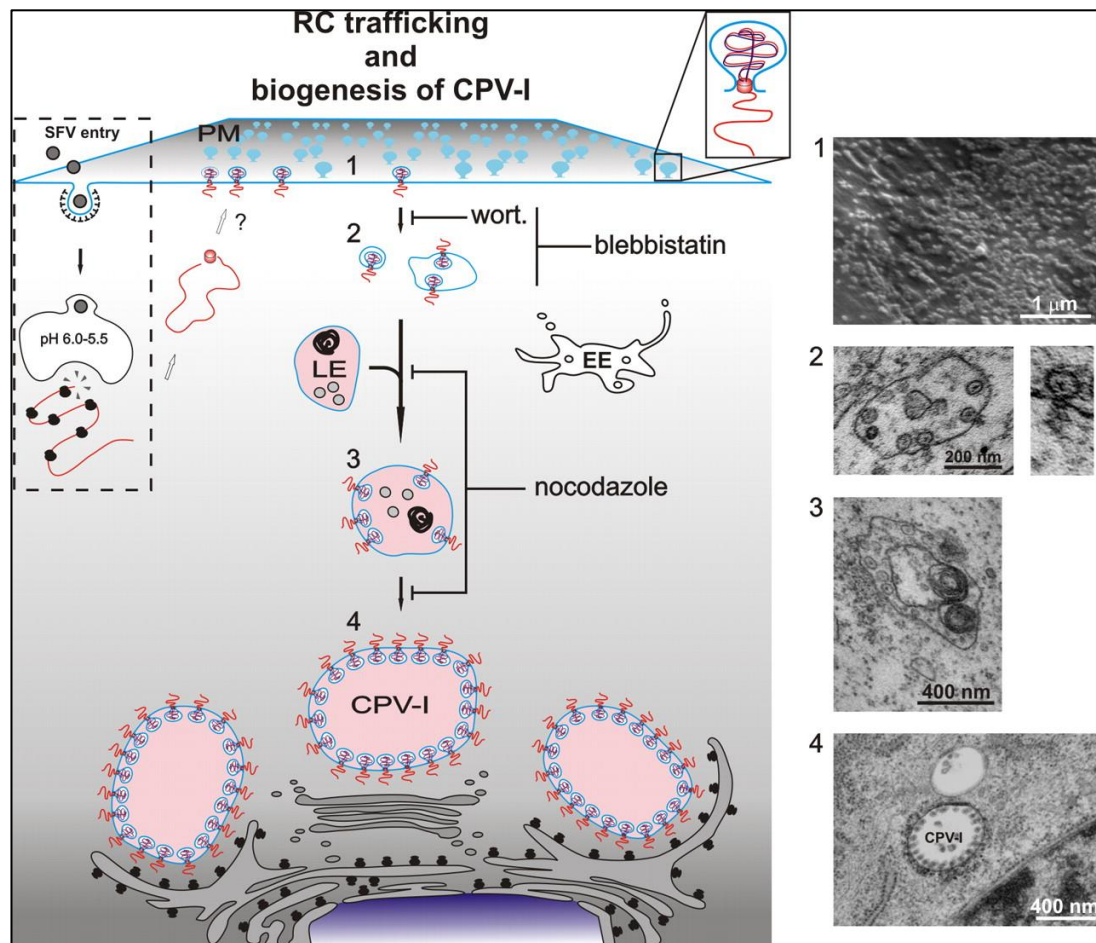 RC trafficking
and
biogenesis of CPV-I
SFV entry
PM
1
?
wort.
2
blebbistatin
pH 6.0-5.5
LE
EE
3
nocodazole
4
CPV-I
1
1 μm
2
200 nm
3
400 nm
4
CPV-I
400 nm